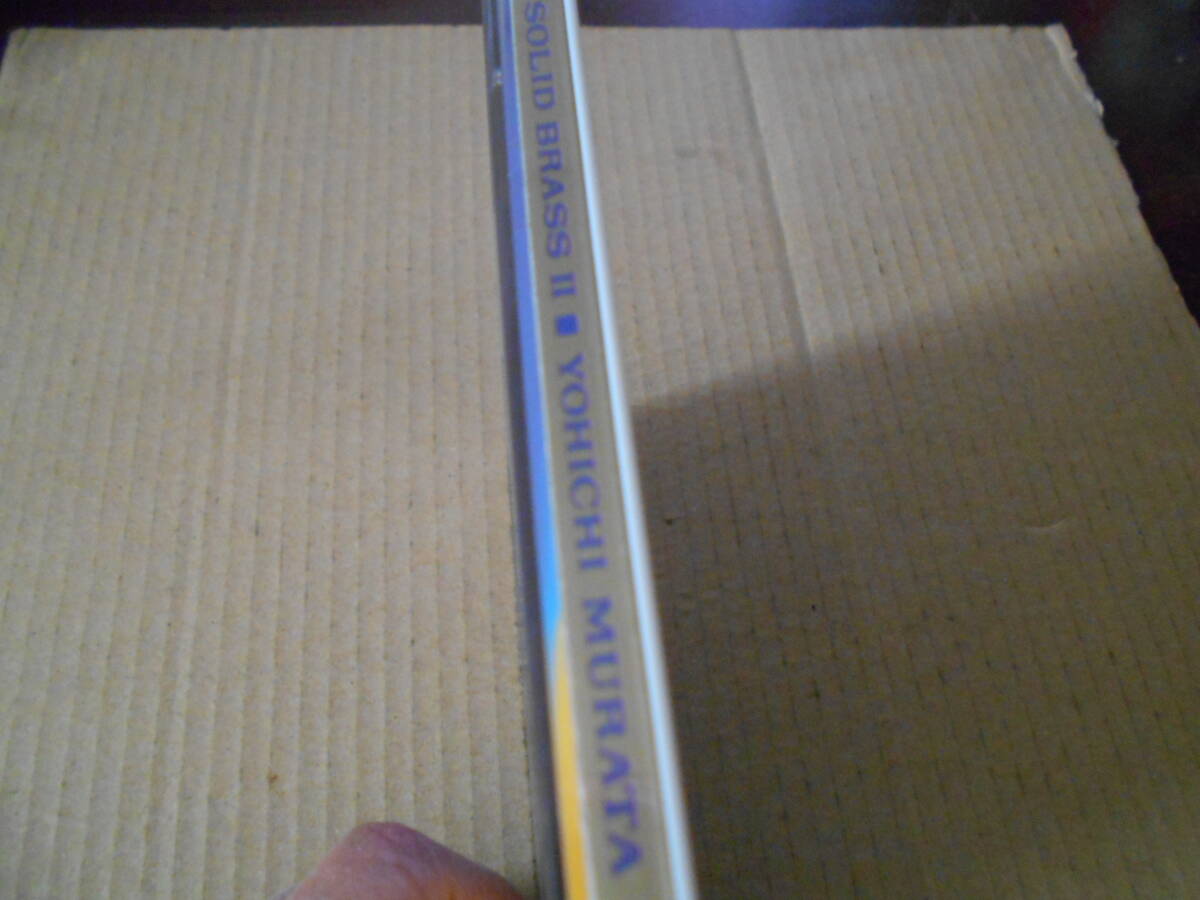 SOLID BRASS II ■ YOHICHI MURATA